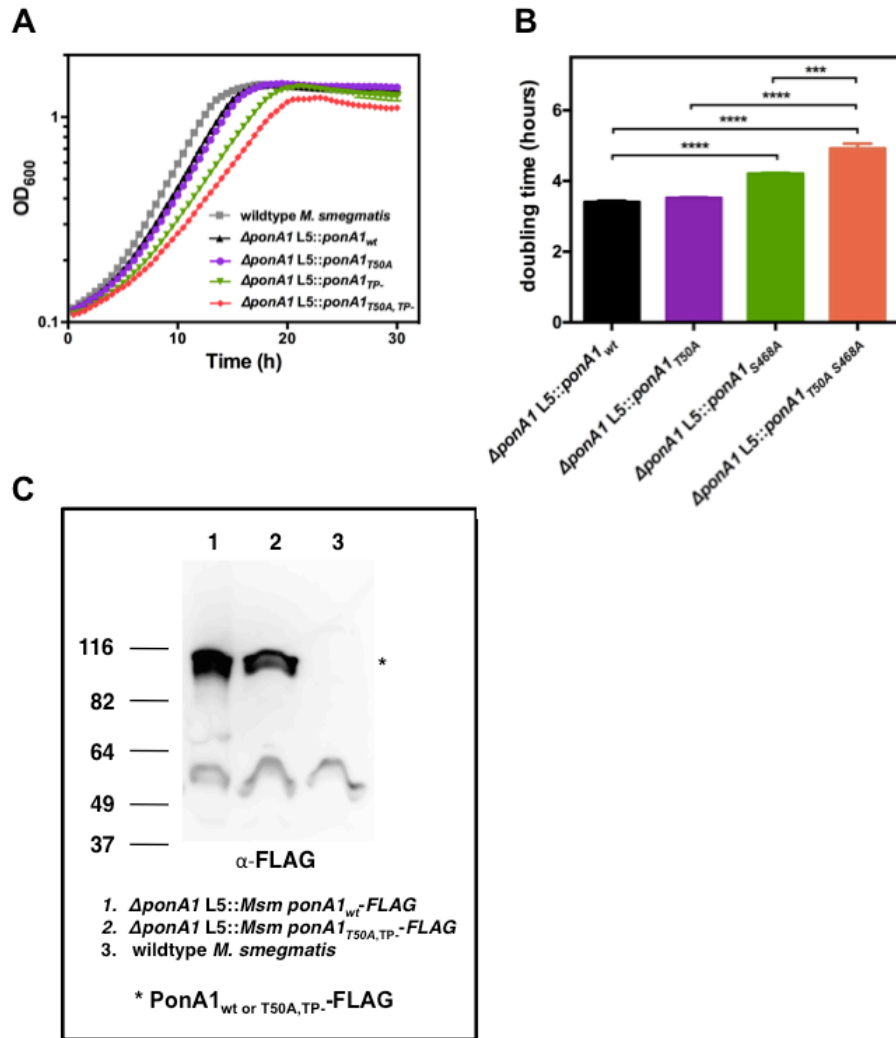 A
OD600
1
0.1
0
10
20
30
Time (h)
wildtype M. smegmatis
ΔponA1 L5::ponA1wt
ΔponA1 L5::ponA1T50A
ΔponA1 L5::ponA1TP-
ΔponA1 L5::ponA1T50A, TP-
B
doubling time (hours)
6
4
2
0
***
****
****
****
ΔponA1 L5::ponA1wt
ΔponA1 L5::ponA1T50A
ΔponA1 L5::ponA1S468A
ΔponA1 L5::ponA1T50A S468A
C
1 2 3
116
82
64
49
37
*
α-FLAG
1. ΔponA1 L5::Msm ponA1wt-FLAG
2. ΔponA1 L5::Msm ponA1T50A,TP--FLAG
3. wildtype M. smegmatis
* PonA1wt or T50A,TP--FLAG